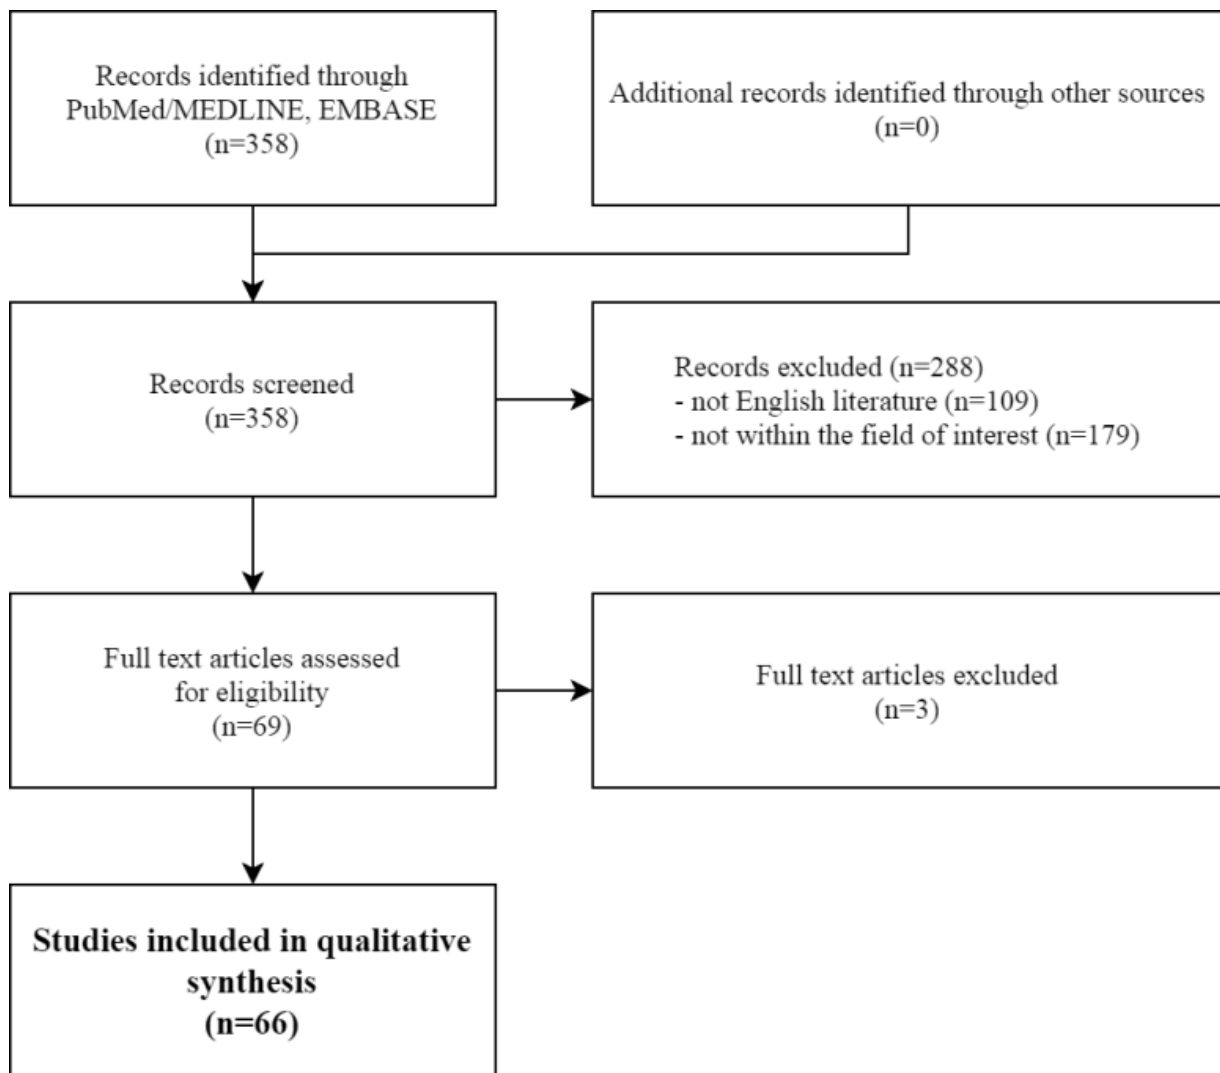 Records identified through
PubMed/MEDLINE, EMBASE
(n=358)
Additional records identified through other sources
(n=0)
Records screened
(n=358)
Records excluded (n=288)
- not English literature (n=109)
- not within the field of interest (n=179)
Full text articles assessed
for eligibility
(n=69)
Full text articles excluded
(n=3)
Studies included in qualitative
synthesis
(n=66)